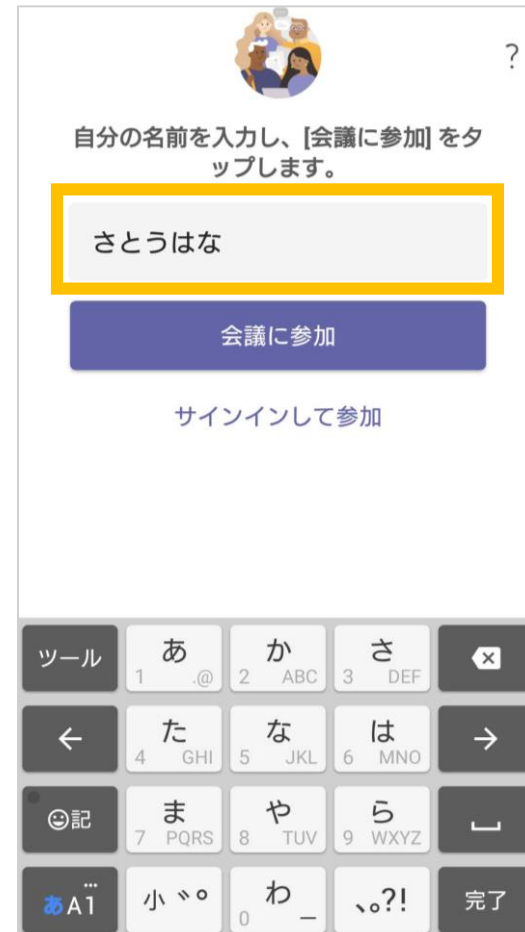 ?
自分の名前を入力し、[会議に参加] をタ
ップします。
さとうはな
会議に参加
サインインして参加
ツール
あ
1 .@
か
2 ABC
さ
3 DEF
た
4 GHI
な
5 JKL
は
6 MNO
記
ま
7 PQRS
や
8 TUV
ら
9 WXYZ
あA1
小゛゜
わ
0 ー
、。?!
完了